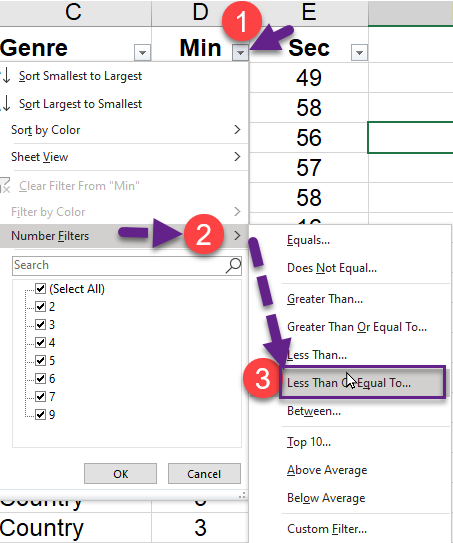 C D E
1
Genre Min Sec
Sort Smallest to Largest
49
Sort Largest to Smallest
58
Sort by Color
56
Sheet View
57
Clear Filter From "Min"
58
Filter by Color
Number Filters
2
Equals...
Search
Does Not Equal...
(Select All)
2
3
4
5
6
7
9
Greater Than...
Greater Than Or Equal To...
Less Than...
3
Less Than Or Equal To...
Between...
Top 10...
OK Cancel
Above Average
Below Average
Country
Country 3
Custom Filter...